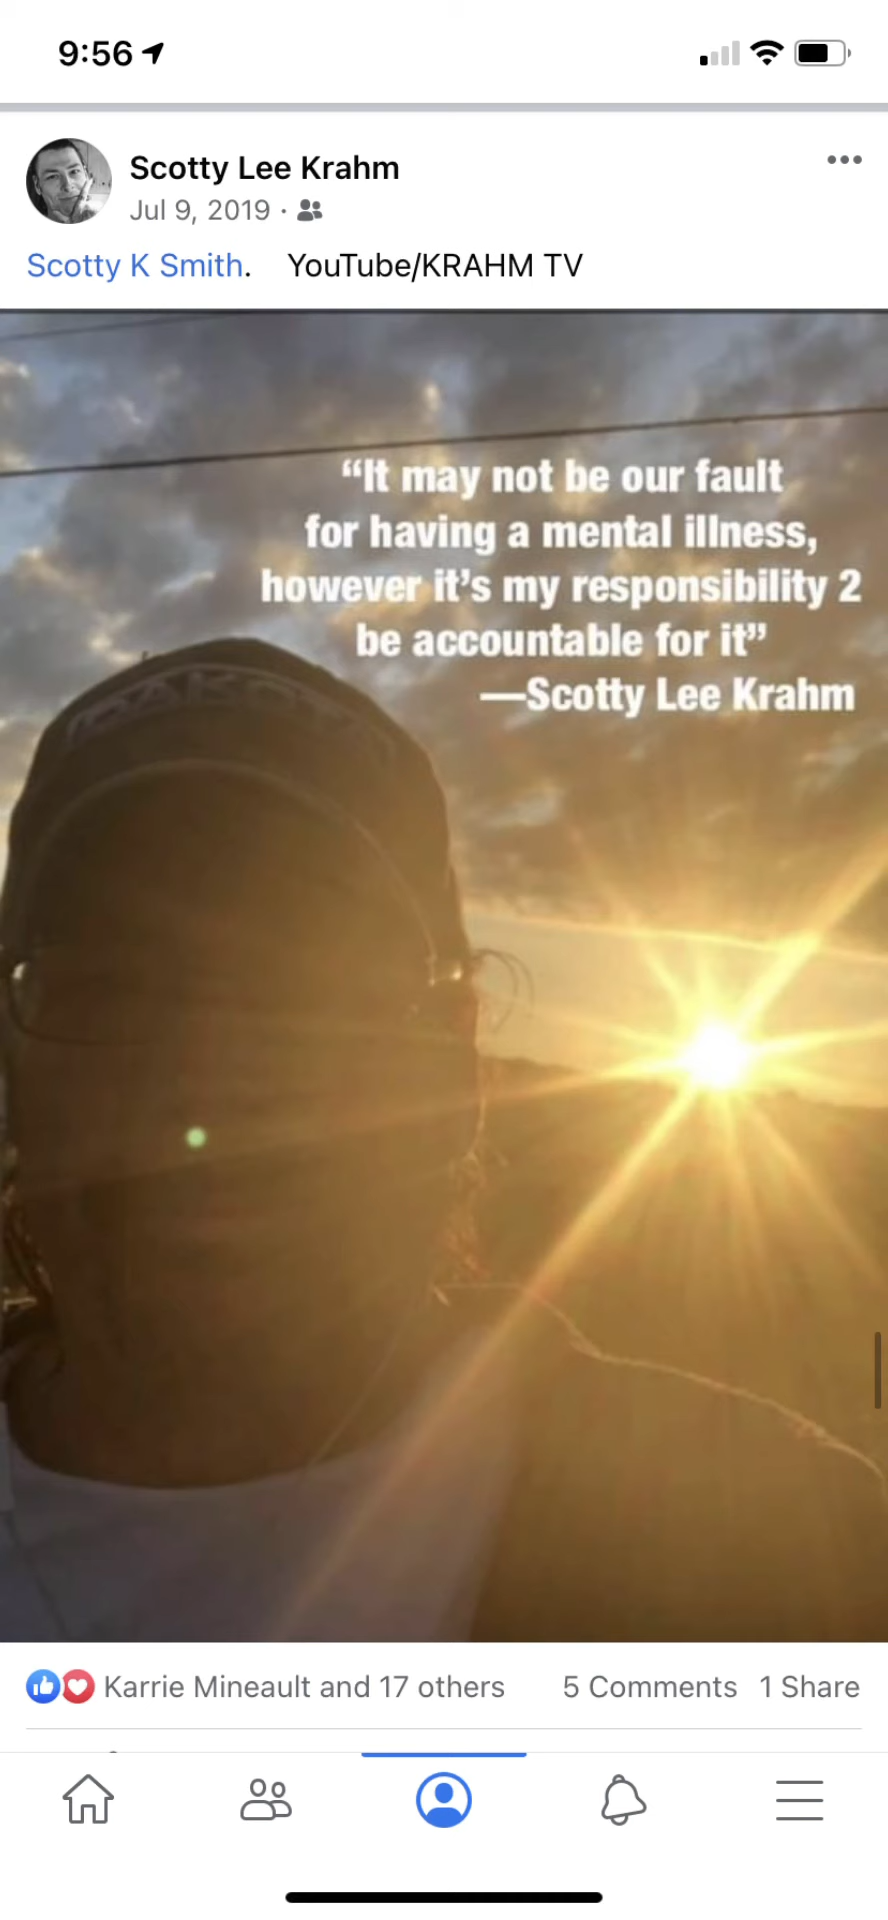 9:56
Scotty Lee Krahm
Jul 9, 2019 ·
Scotty K Smith. YouTube/KRAHM TV
“It may not be our fault
for having a mental illness,
however it’s my responsibility 2
be accountable for it”
—Scotty Lee Krahm
DAKOTA
Karrie Mineault and 17 others 5 Comments 1 Share